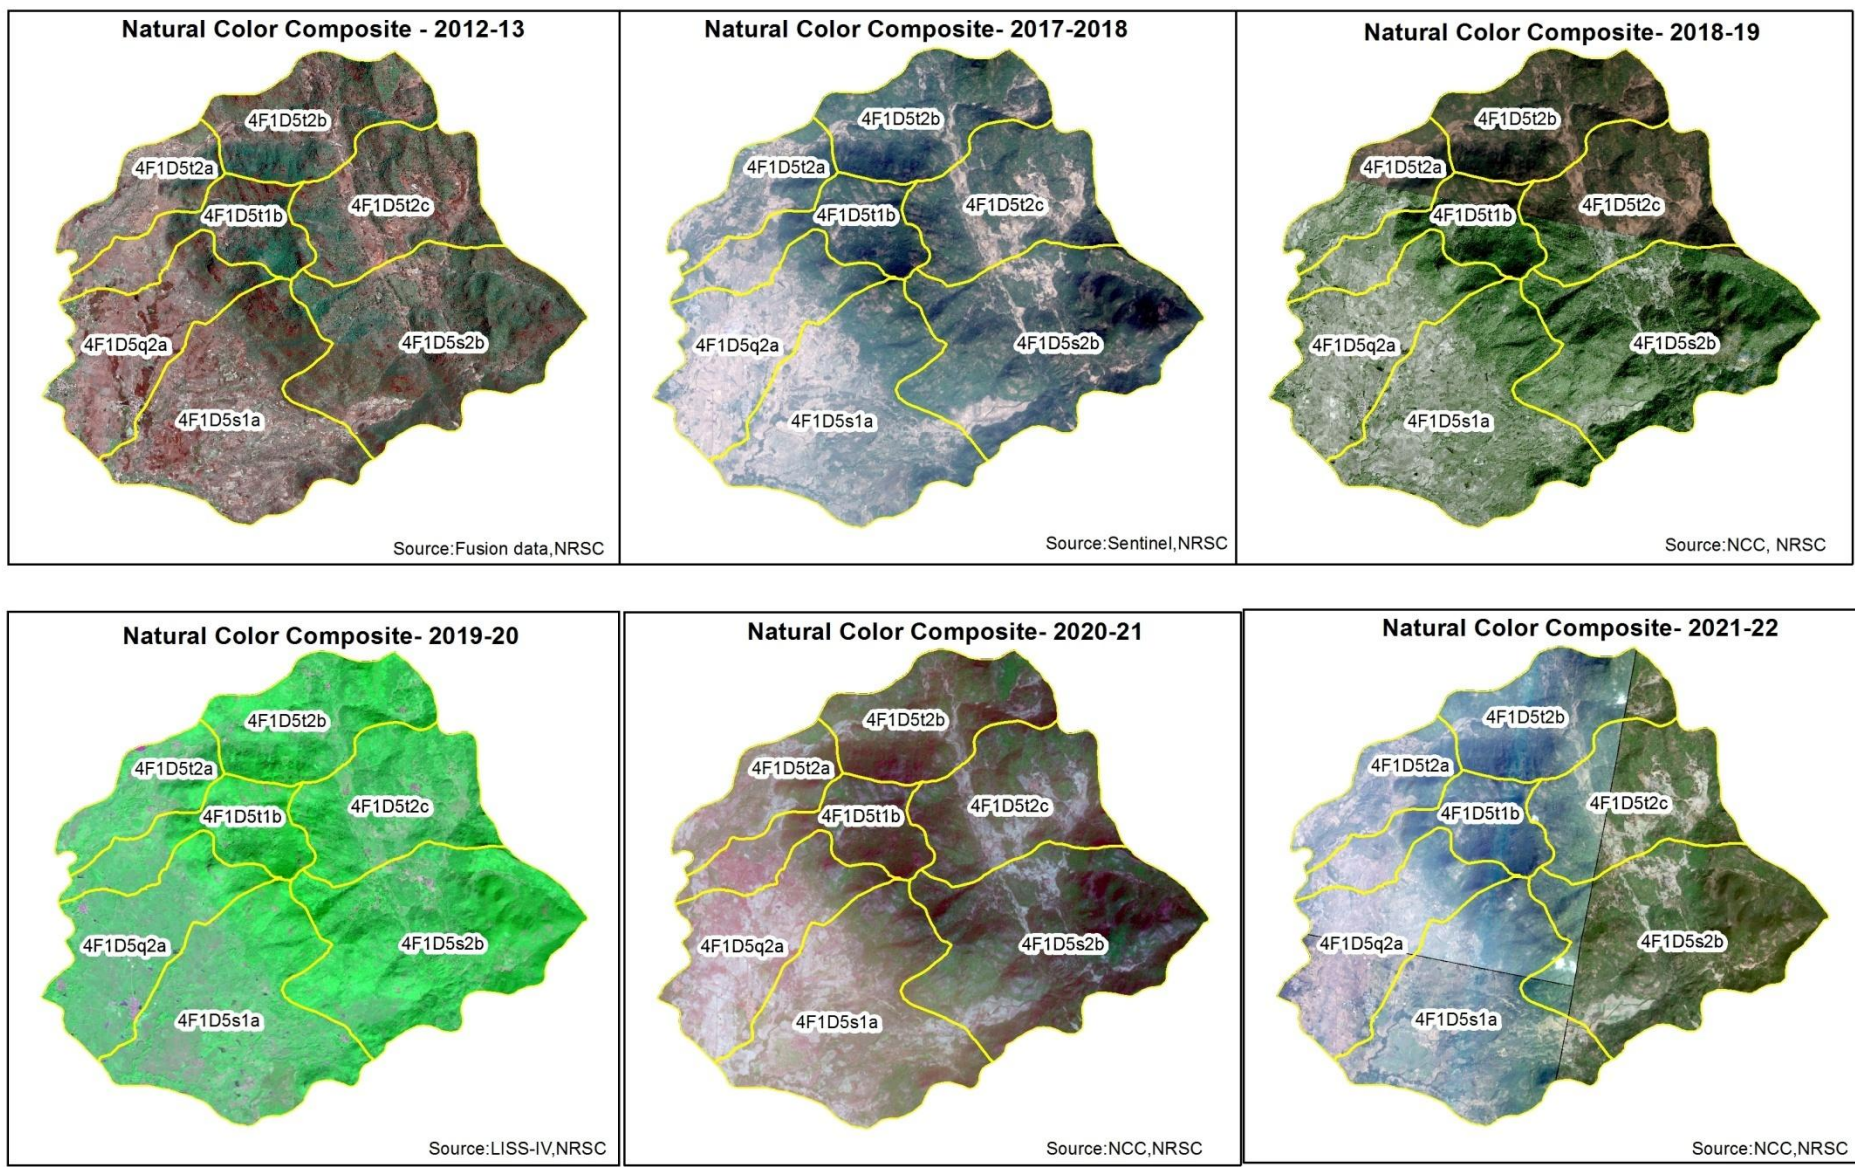 Natural Color Composite - 2012-13
4F1D5t2b
4F1D5t2a
4F1D5t2c
4F1D5t1b
4F1D5q2a
4F1D5s2b
4F1D5s1a
Source:Fusion data,NRSC
Natural Color Composite- 2017-2018
4F1D5t2b
4F1D5t2a
4F1D5t2c
4F1D5t1b
4F1D5q2a
4F1D5s2b
4F1D5s1a
Source:Sentinel,NRSC
Natural Color Composite- 2018-19
4F1D5t2b
4F1D5t2a
4F1D5t2c
4F1D5t1b
4F1D5q2a
4F1D5s2b
4F1D5s1a
Source:NCC, NRSC
Natural Color Composite- 2019-20
4F1D5t2b
4F1D5t2a
4F1D5t2c
4F1D5t1b
4F1D5q2a
4F1D5s2b
4F1D5s1a
Source:LISS-IV,NRSC
Natural Color Composite- 2020-21
4F1D5t2b
4F1D5t2a
4F1D5t2c
4F1D5t1b
4F1D5q2a
4F1D5s2b
4F1D5s1a
Source:NCC,NRSC
Natural Color Composite- 2021-22
4F1D5t2b
4F1D5t2a
4F1D5t2c
4F1D5t1b
4F1D5q2a
4F1D5s2b
4F1D5s1a
Source:NCC,NRSC